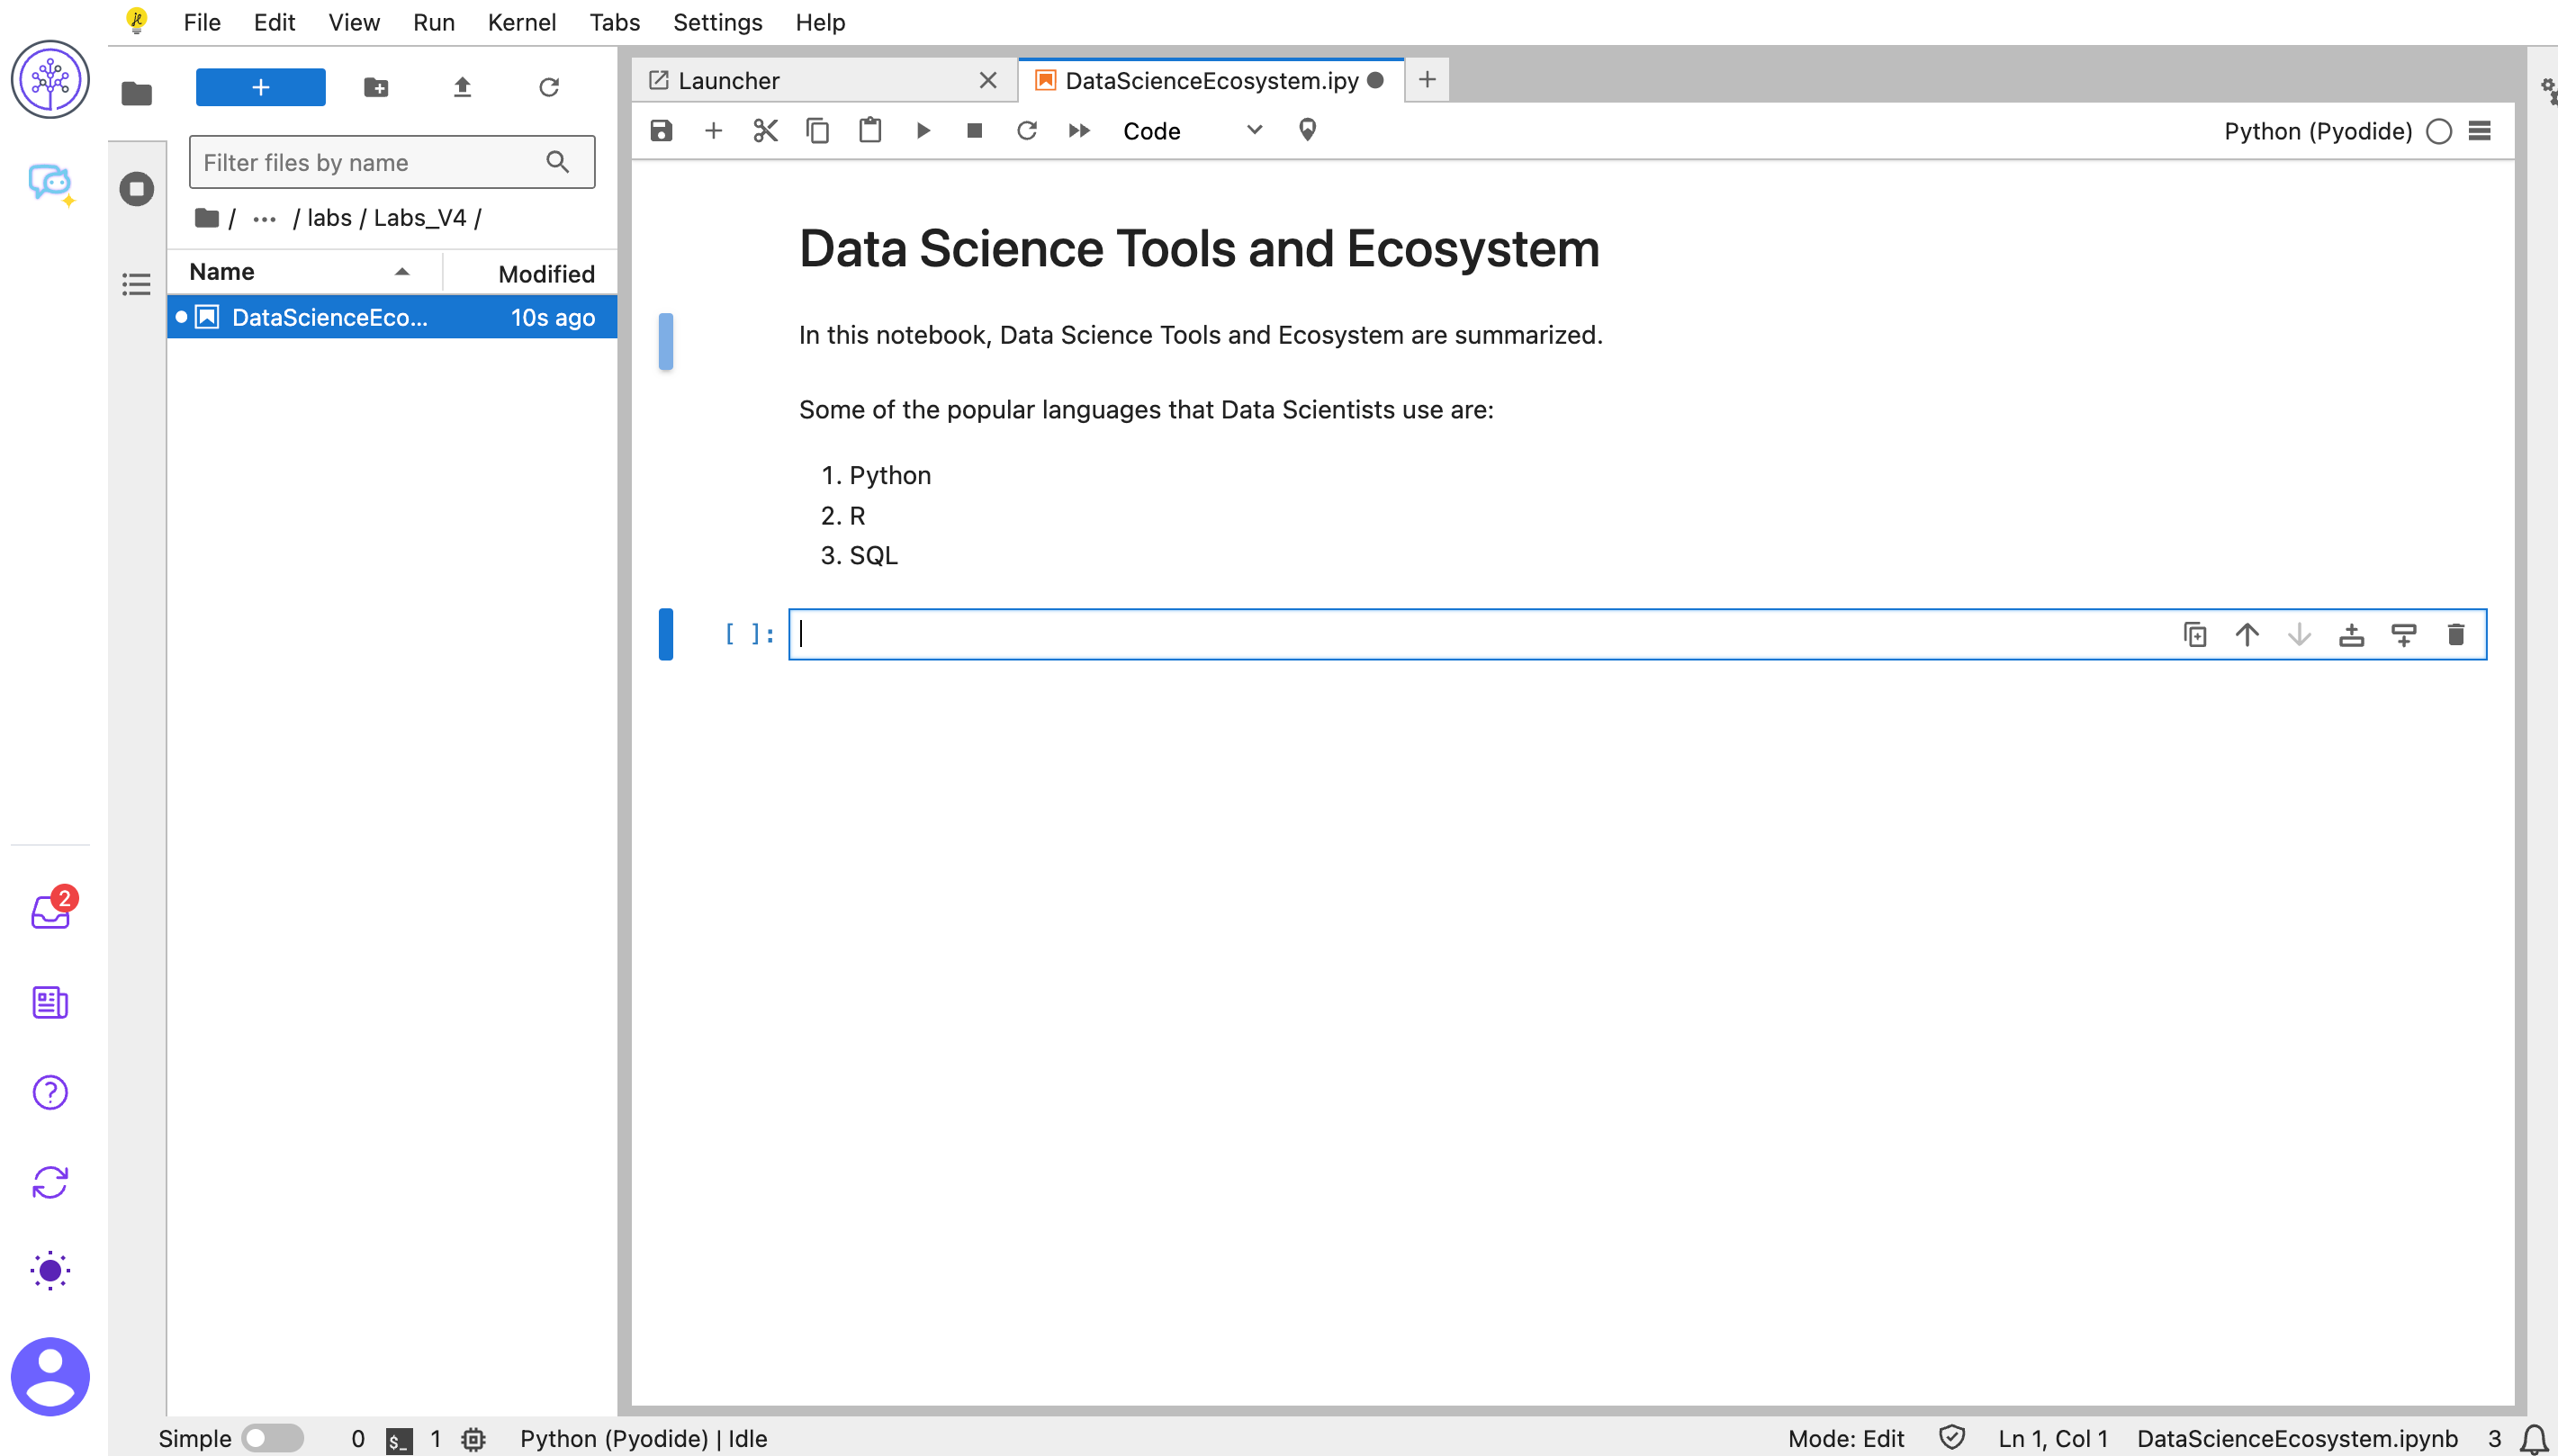 File Edit View Run Kernel Tabs Settings Help
+
Filter files by name
/ ... / labs / Labs_V4 /
Name Modified
DataScienceEco... 10s ago
Launcher
DataScienceEcosystem.ipy
+
Code
Python (Pyodide)
Data Science Tools and Ecosystem
In this notebook, Data Science Tools and Ecosystem are summarized.
Some of the popular languages that Data Scientists use are:
1. Python
2. R
3. SQL
[ ]:
2
Simple 0 $_ 1 Python (Pyodide) | Idle Mode: Edit Ln 1, Col 1 DataScienceEcosystem.ipynb 3